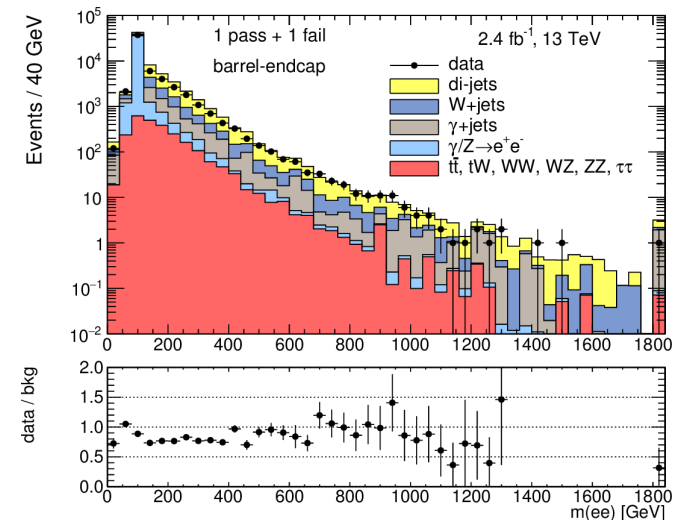 Events / 40 GeV
10⁵
10⁴
10³
10²
10
1
10⁻¹
10⁻²
1 pass + 1 fail
barrel-endcap
2.4 fb⁻¹, 13 TeV
data
di-jets
W+jets
γ+jets
γ/Z→e⁺e⁻
tt̄, tW, WW, WZ, ZZ, ττ
0 200 400 600 800 1000 1200 1400 1600 1800
data / bkg
2.0
1.5
1.0
0.5
0.0
0 200 400 600 800 1000 1200 1400 1600 1800
m(ee) [GeV]